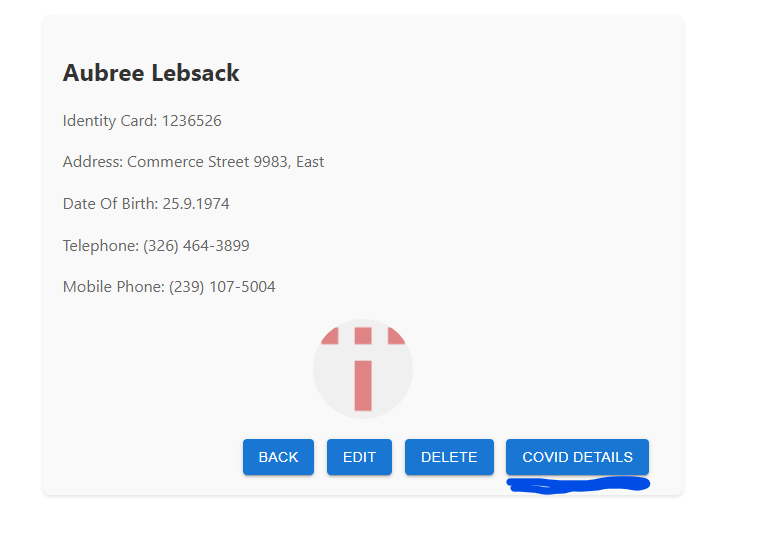 Aubree Lebsack
Identity Card: 1236526
Address: Commerce Street 9983, East
Date Of Birth: 25.9.1974
Telephone: (326) 464-3899
Mobile Phone: (239) 107-5004
BACK EDIT DELETE COVID DETAILS